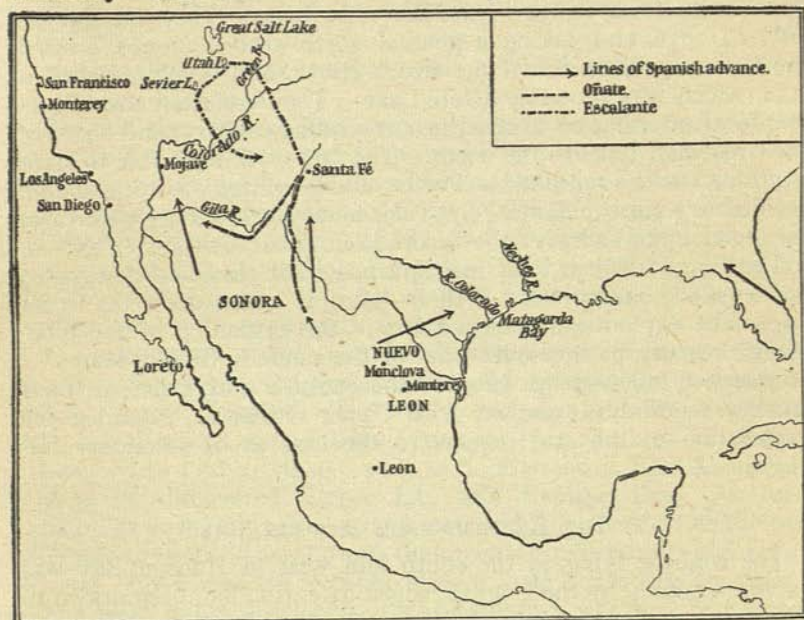 Great Salt Lake
Utah L.
Green R.
Sevier L.
San Francisco
Monterey
Colorado R.
Mojave
Santa Fé
Los Angeles
San Diego
Gila R.
SONORA
R. Colorado
Neches R.
Matagorda
Bay
NUEVO
Monclova
Monterey
LEON
Loreto
Leon
Lines of Spanish advance.
Oñate.
Escalante